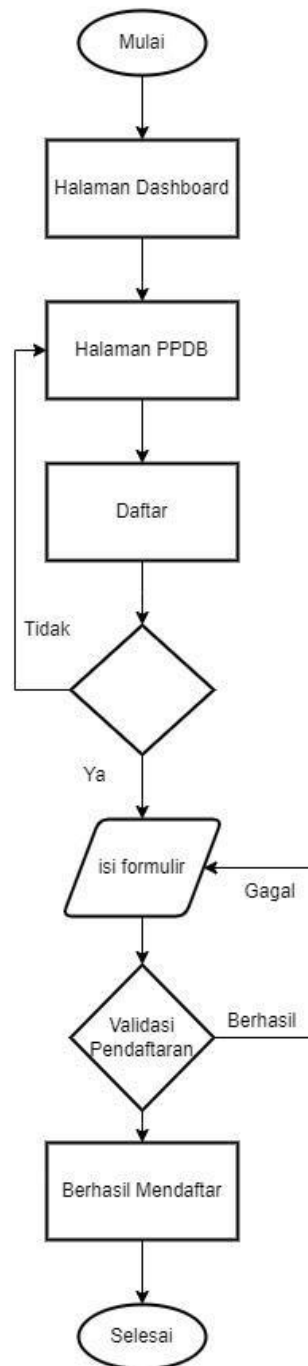 Mulai
Halaman Dashboard
Halaman PPDB
Daftar
Tidak
Ya
isi formulir
Gagal
Validasi
Pendaftaran
Berhasil
Berhasil Mendaftar
Selesai